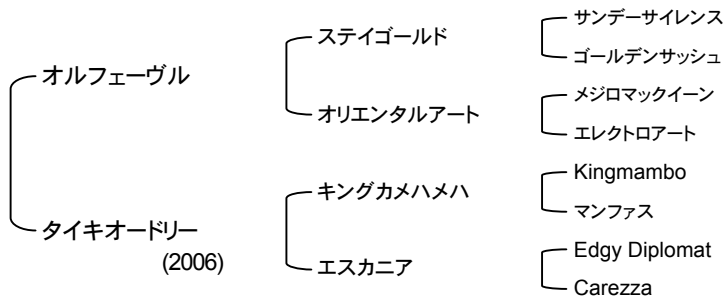 オルフェーヴル
タイキオードリー
(2006)
ステイゴールド
オリエンタルアート
キングカメハメハ
エスカニア
サンデーサイレンス
ゴールデンサッシュ
メジロマックイーン
エレクトロアート
Kingmambo
マンファス
Edgy Diplomat
Carezza